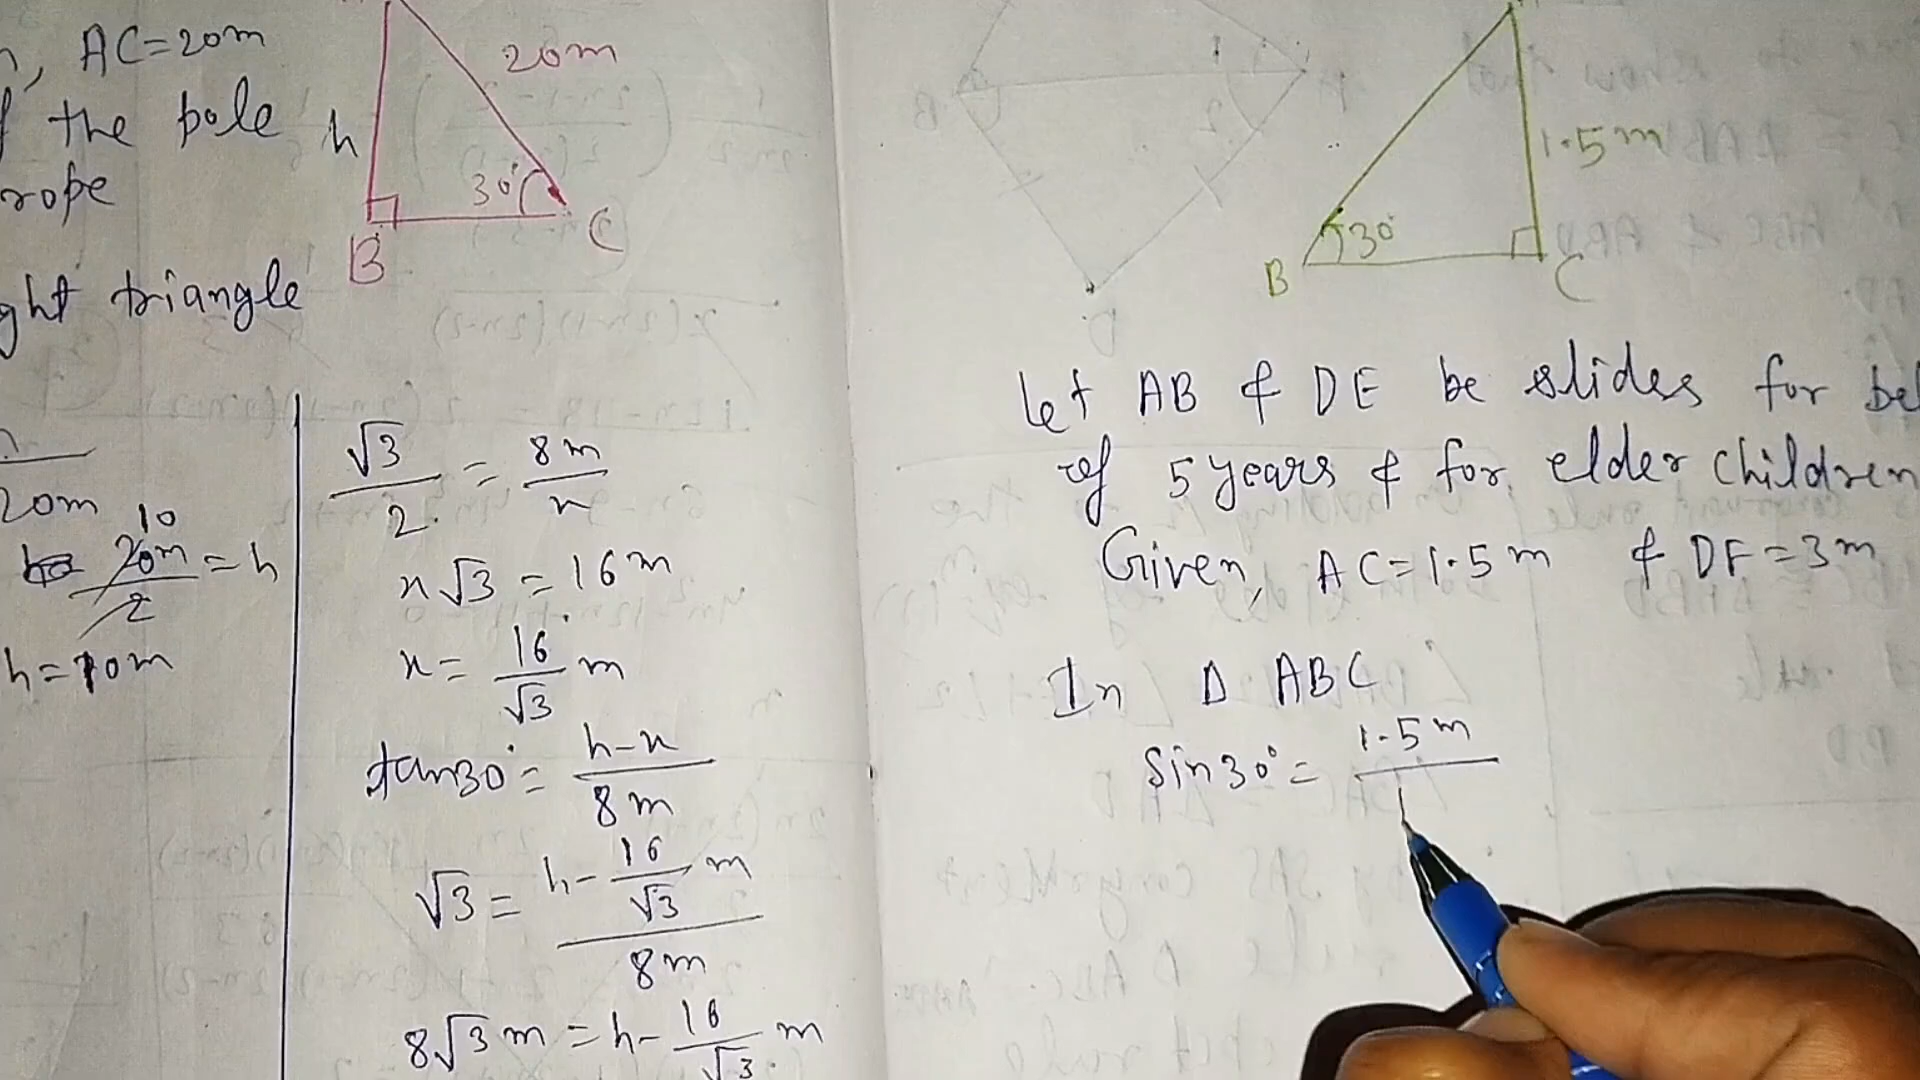 AC=20m
the pole
rope
triangle
20m
h
30°
B
C
20m
10
20m = h
2
h=10m
√3/2 = 8m/x
x√3 = 16m
x = 16/√3 m
tan30° = h-x/8m
√3 = h - 16/√3 m / 8m
8√3 m = h - 16/√3 m
1.5m
30°
B
C
Let AB & DE be slides for
of 5 years & for elder children
Given, AC=1.5m & DF=3m
In Δ ABC
Sin30° = 1.5m